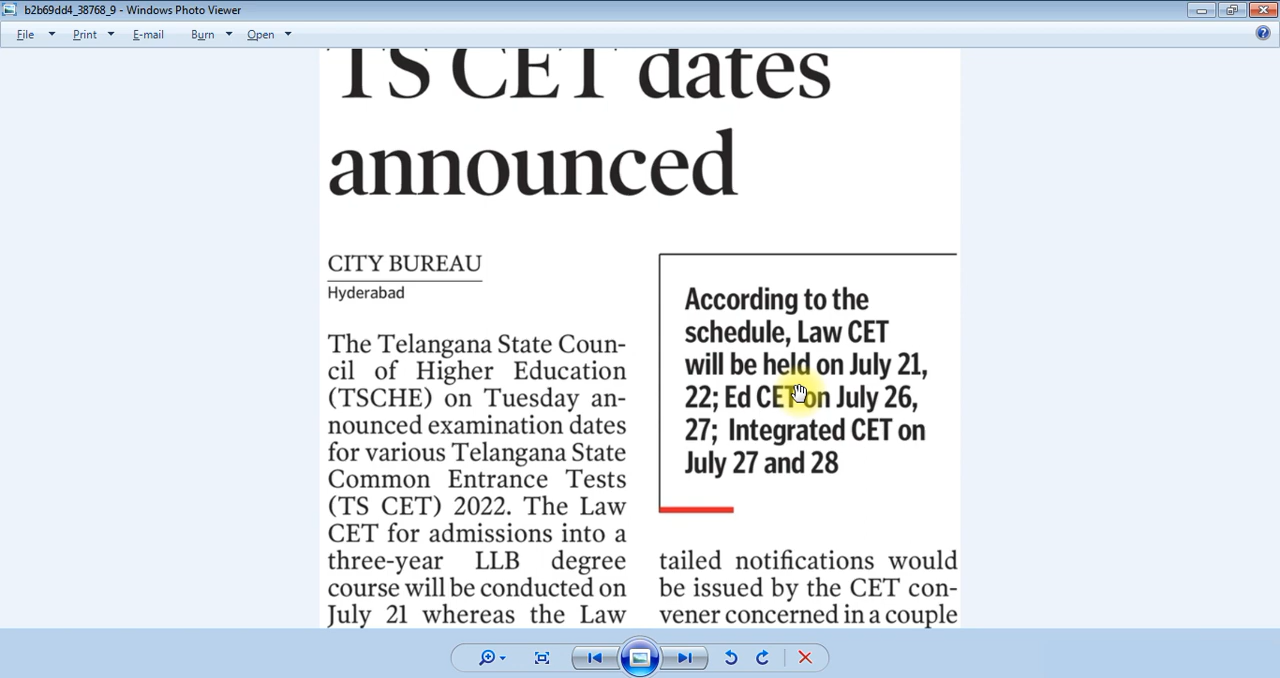 b2b69dd4_38768_9 - Windows Photo Viewer
File Print E-mail Burn Open
TS CET dates
announced
CITY BUREAU
Hyderabad
The Telangana State Coun-
cil of Higher Education
(TSCHE) on Tuesday an-
nounced examination dates
for various Telangana State
Common Entrance Tests
(TS CET) 2022. The Law
CET for admissions into a
three-year LLB degree
course will be conducted on
July 21 whereas the Law
According to the
schedule, Law CET
will be held on July 21,
22; Ed CET on July 26,
27; Integrated CET on
July 27 and 28
tailed notifications would
be issued by the CET con-
vener concerned in a couple